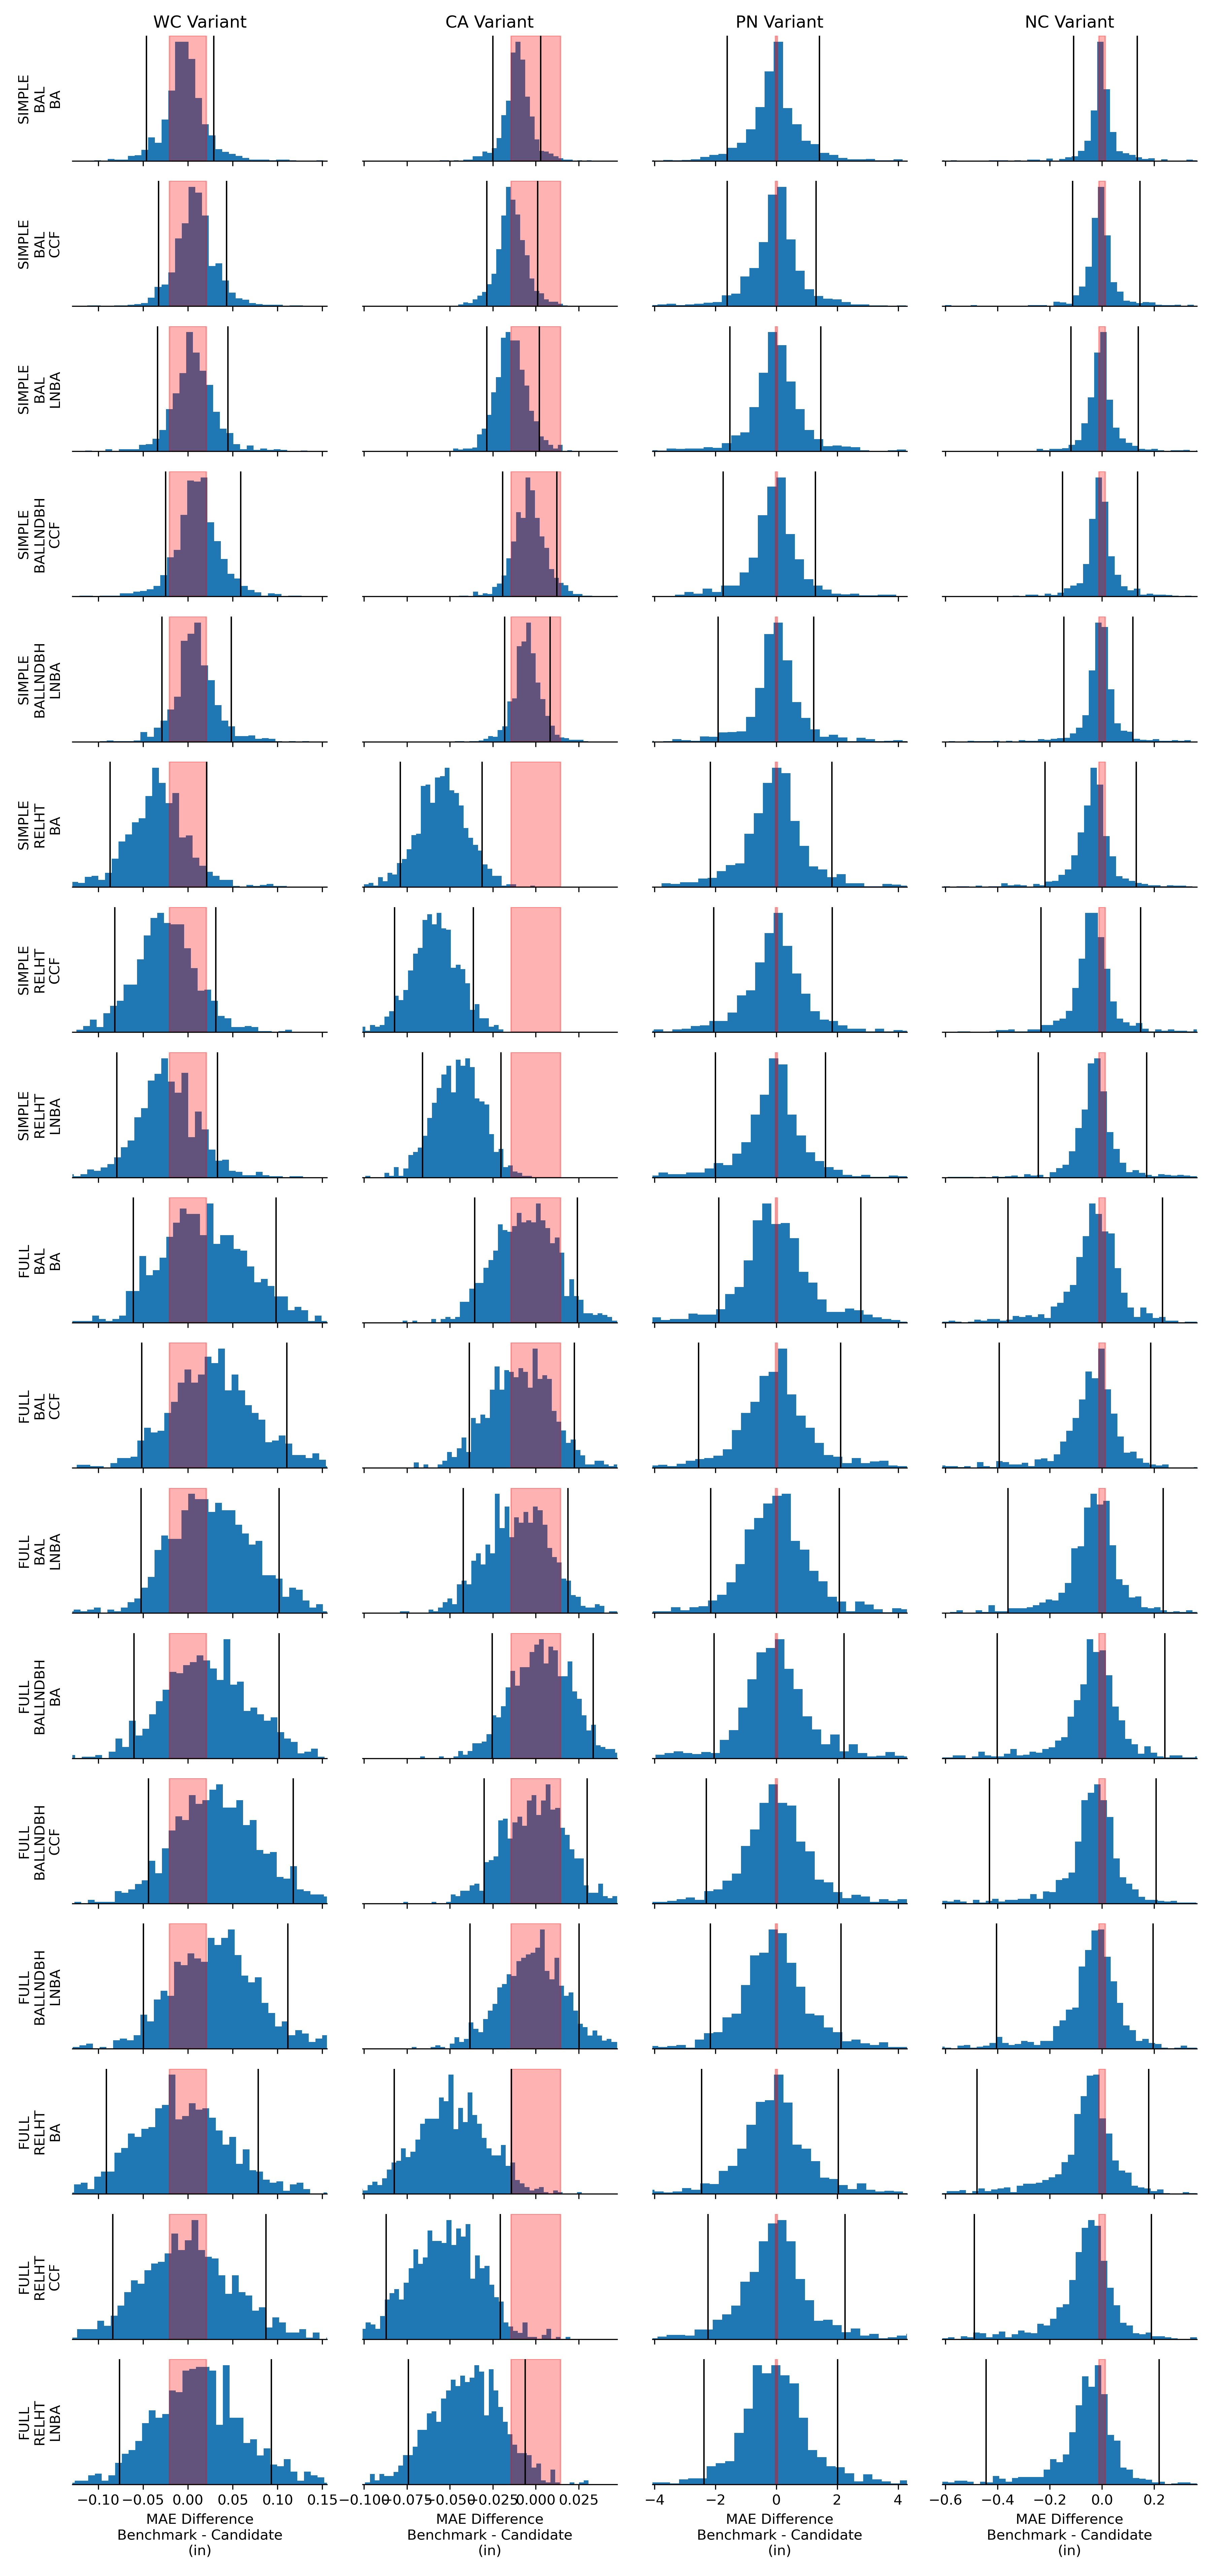 WC Variant CA Variant PN Variant NC Variant
SIMPLE
BAL
BA
SIMPLE
BAL
CCF
SIMPLE
BAL
LNBA
SIMPLE
BALLNDBH
CCF
SIMPLE
BALLNDBH
LNBA
SIMPLE
RELHT
BA
SIMPLE
RELHT
CCF
SIMPLE
RELHT
LNBA
FULL
BAL
BA
FULL
BAL
CCF
FULL
BAL
LNBA
FULL
BALLNDBH
BA
FULL
BALLNDBH
CCF
FULL
BALLNDBH
LNBA
FULL
RELHT
BA
FULL
RELHT
CCF
FULL
RELHT
LNBA
−0.10 −0.05 0.00 0.05 0.10 0.15 −0.100 −0.075 −0.050 −0.025 0.000 0.025 −4 −2 0 2 4 −0.6 −0.4 −0.2 0.0 0.2
MAE Difference MAE Difference MAE Difference MAE Difference
Benchmark - Candidate Benchmark - Candidate Benchmark - Candidate Benchmark - Candidate
(in) (in) (in) (in)